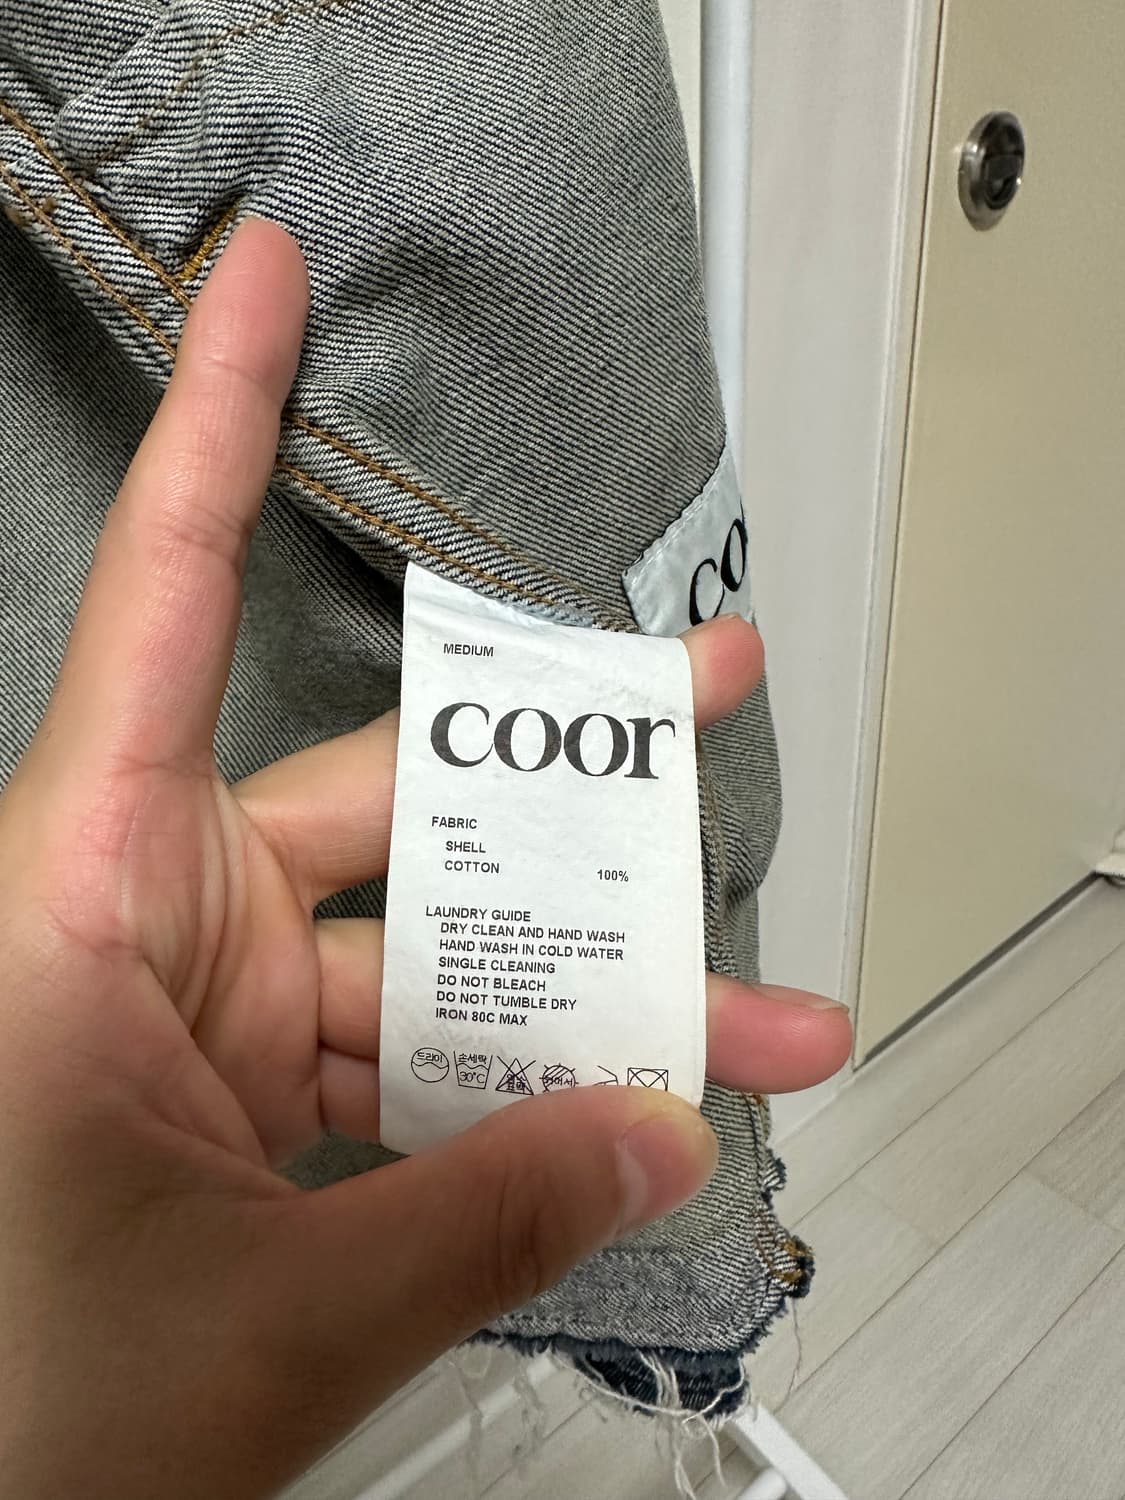 co
MEDIUM
coor
FABRIC
SHELL
COTTON 100%
LAUNDRY GUIDE
DRY CLEAN AND HAND WASH
HAND WASH IN COLD WATER
SINGLE CLEANING
DO NOT BLEACH
DO NOT TUMBLE DRY
IRON 80C MAX
드라이
손세탁
30°C